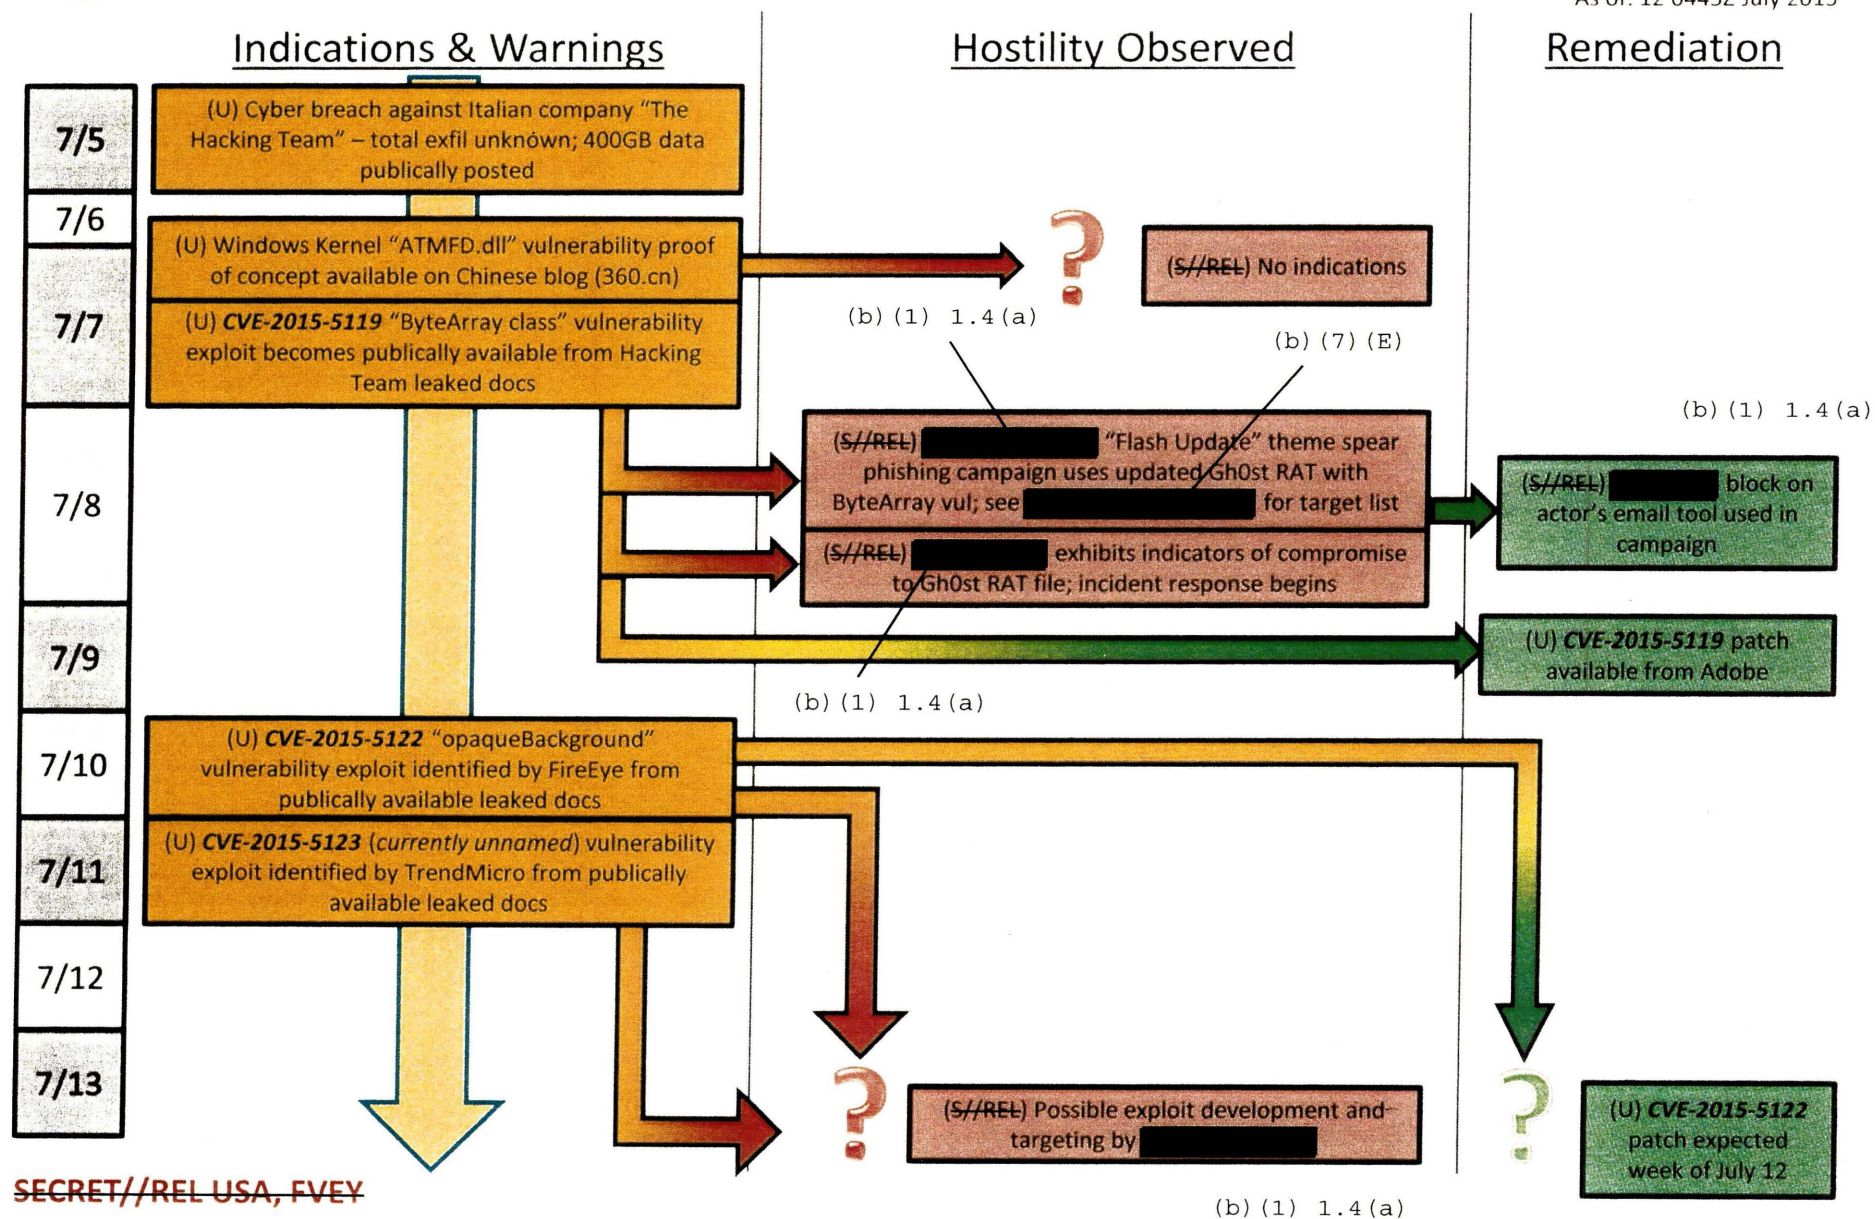 As of: 12 0445Z July 2015
Indications & Warnings
Hostility Observed
Remediation
7/5
(U) Cyber breach against Italian company “The
Hacking Team” – total exfil unknown; 400GB data
publically posted
7/6
(U) Windows Kernel “ATMFD.dll” vulnerability proof
of concept available on Chinese blog (360.cn)
(S//REL) No indications
7/7
(U) CVE-2015-5119 “ByteArray class” vulnerability
exploit becomes publically available from Hacking
Team leaked docs
(b)(1) 1.4(a)
(b)(7)(E)
(b)(1) 1.4(a)
7/8
(S//REL) “Flash Update” theme spear
phishing campaign uses updated Gh0st RAT with
ByteArray vul; see for target list
(S//REL) block on
actor’s email tool used in
campaign
(S//REL) exhibits indicators of compromise
to Gh0st RAT file; incident response begins
7/9
(U) CVE-2015-5119 patch
available from Adobe
(b)(1) 1.4(a)
7/10
(U) CVE-2015-5122 “opaqueBackground”
vulnerability exploit identified by FireEye from
publically available leaked docs
7/11
(U) CVE-2015-5123 (currently unnamed) vulnerability
exploit identified by TrendMicro from publically
available leaked docs
7/12
7/13
(S//REL) Possible exploit development and
targeting by
(U) CVE-2015-5122
patch expected
week of July 12
SECRET//REL USA, FVEY
(b)(1) 1.4(a)